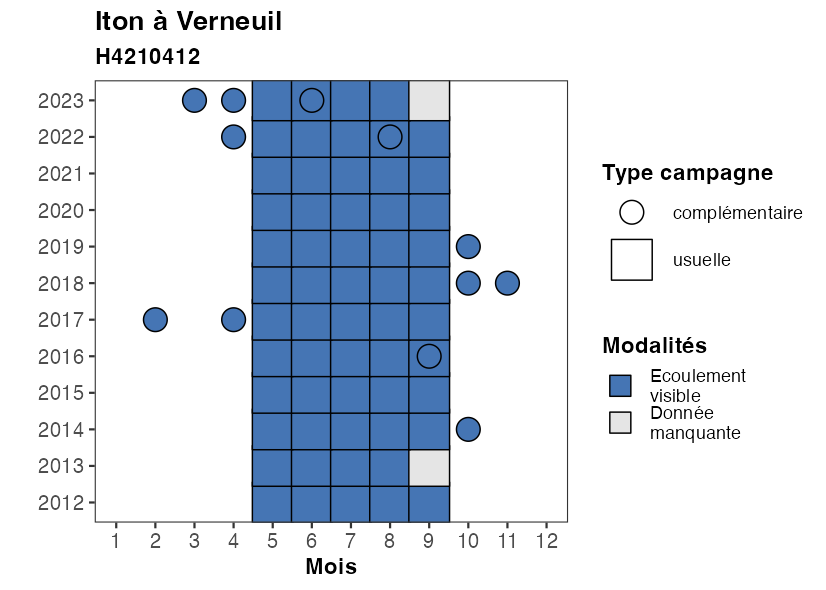 Iton à Verneuil
H4210412
2023
2022
2021
2020
2019
2018
2017
2016
2015
2014
2013
2012
1 2 3 4 5 6 7 8 9 10 11 12
Mois
Type campagne
complémentaire
usuelle
Modalités
Ecoulement
visible
Donnée
manquante